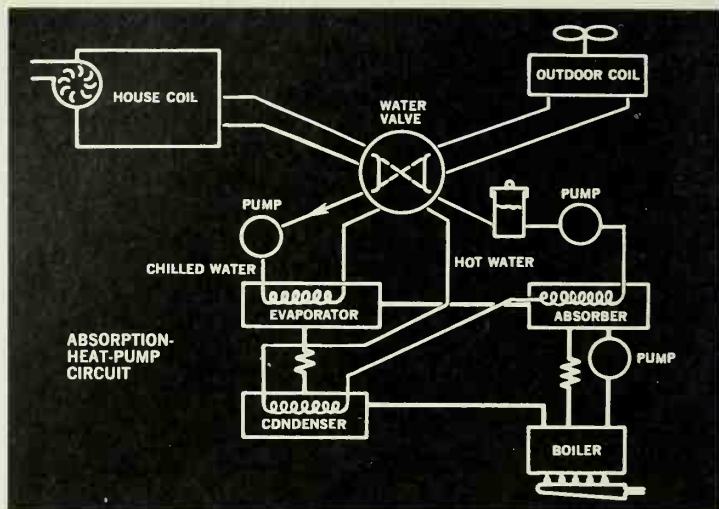 HOUSE COIL
OUTDOOR COIL
WATER
VALVE
PUMP
PUMP
CHILLED WATER
HOT WATER
EVAPORATOR
ABSORBER
ABSORPTION-
HEAT-PUMP
CIRCUIT
PUMP
CONDENSER
BOILER